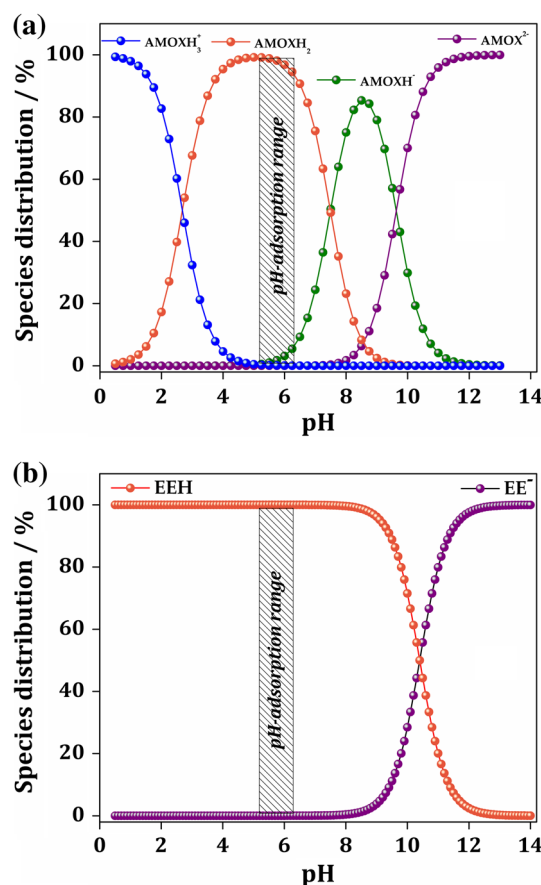 (a)
AMOXH₃⁺ AMOXH₂ AMOX²⁻
AMOXH⁻
100
80
60
40
20
0
Species distribution / %
pH-adsorption range
0 2 4 6 8 10 12 14
pH
(b)
EEH EE⁻
100
80
60
40
20
0
Species distribution / %
pH-adsorption range
0 2 4 6 8 10 12 14
pH